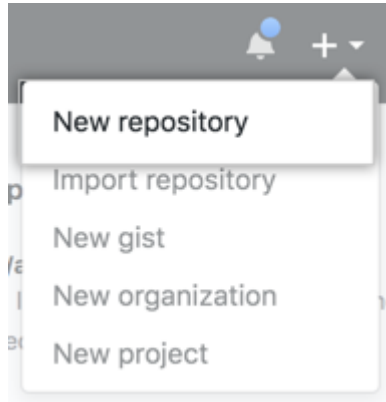 New repository
Import repository
New gist
New organization
New project